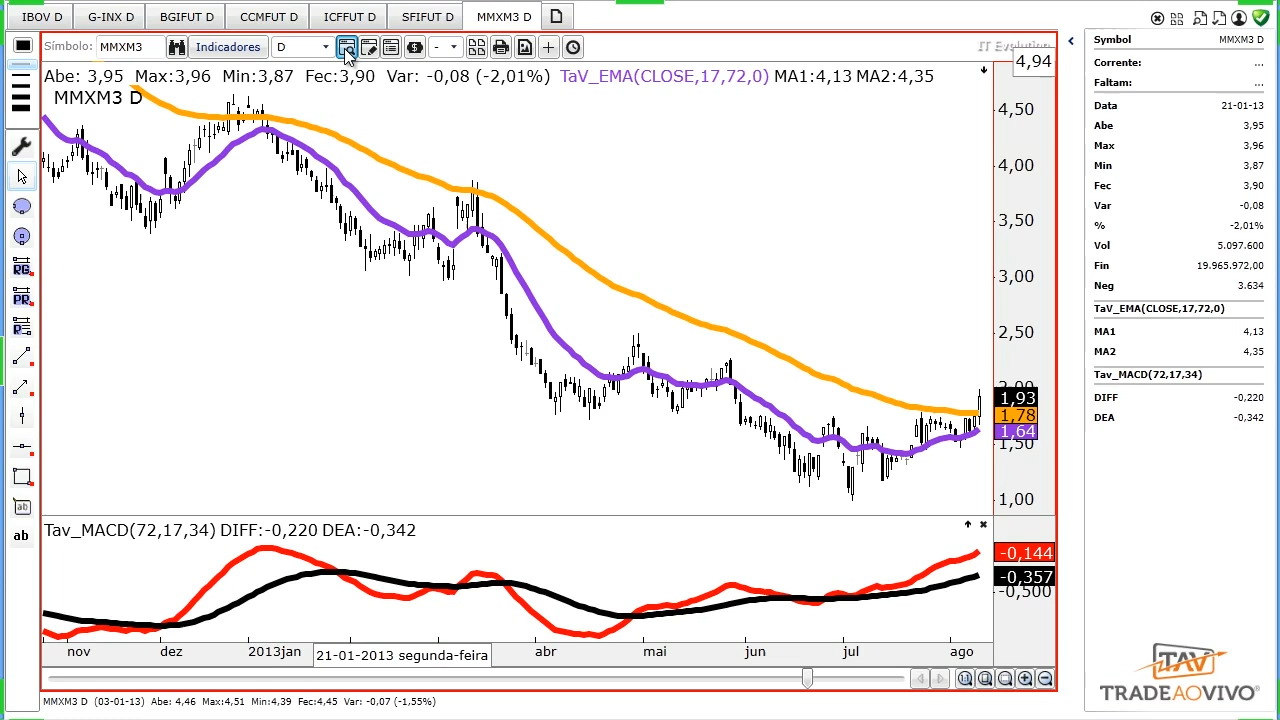 IBOV D
G-INX D
BGIFUT D
CCMFUT D
ICFFUT D
SFIFUT D
MMXM3 D
Símbolo:
MMXM3
Indicadores
D
-
IT Evolution
4,94
Abe: 3,95 Max:3,96 Min:3,87 Fec:3,90 Var: -0,08 (-2,01%) TaV_EMA(CLOSE,17,72,0) MA1:4,13 MA2:4,35
MMXM3 D
4,50
4,00
3,50
3,00
2,50
2,00
1,93
1,78
1,64
1,50
1,00
RG
PR
P
ab
ab
Tav_MACD(72,17,34) DIFF:-0,220 DEA:-0,342
-0,144
-0,357
-0,500
nov
dez
2013jan
21-01-2013 segunda-feira
abr
mai
jun
jul
ago
MMXM3 D (03-01-13) Abe: 4,46 Max:4,51 Min:4,39 Fec:4,45 Var: -0,07 (-1,55%)
Symbol MMXM3 D
Corrente: ...
Faltam: ...
Data 21-01-13
Abe 3,95
Max 3,96
Min 3,87
Fec 3,90
Var -0,08
% -2,01%
Vol 5.097.600
Fin 19.965.972,00
Neg 3.634
TaV_EMA(CLOSE,17,72,0)
MA1 4,13
MA2 4,35
Tav_MACD(72,17,34)
DIFF -0,220
DEA -0,342
TAV
TRADEAOVIVO®